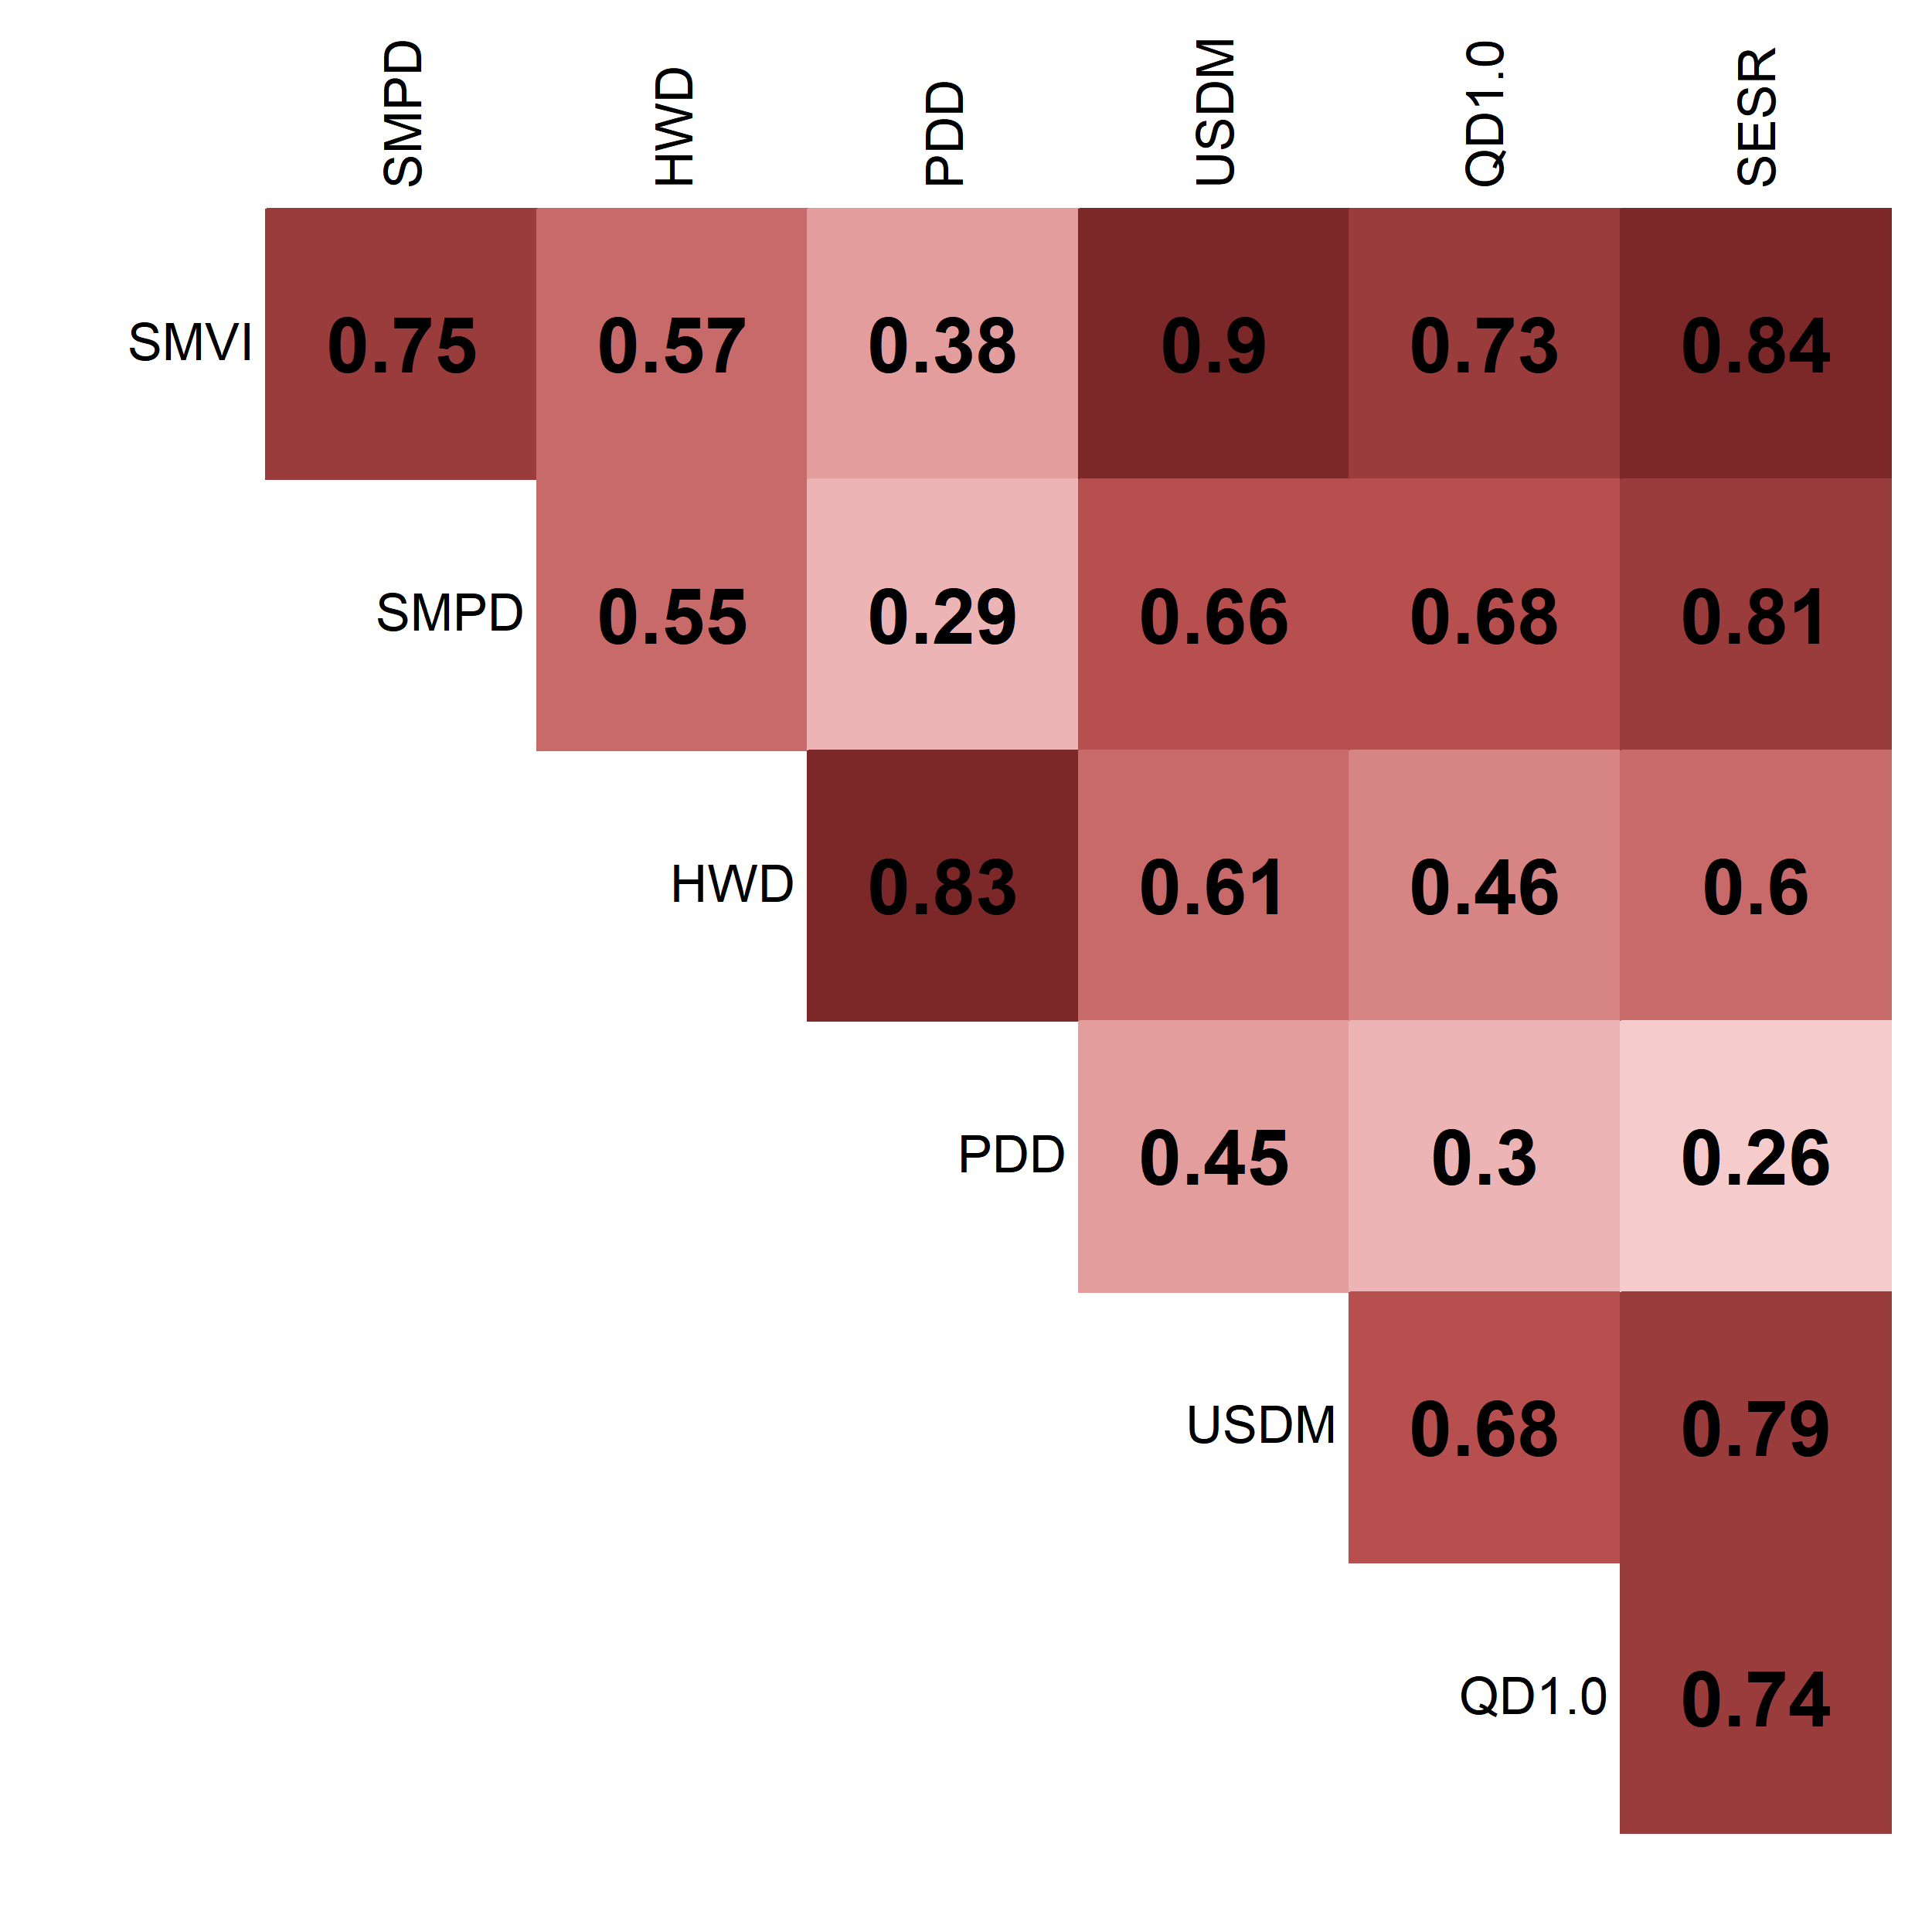 SMPD HWD PDD USDM QD1.0 SESR
SMVI 0.75 0.57 0.38 0.9 0.73 0.84
SMPD 0.55 0.29 0.66 0.68 0.81
HWD 0.83 0.61 0.46 0.6
PDD 0.45 0.3 0.26
USDM 0.68 0.79
QD1.0 0.74